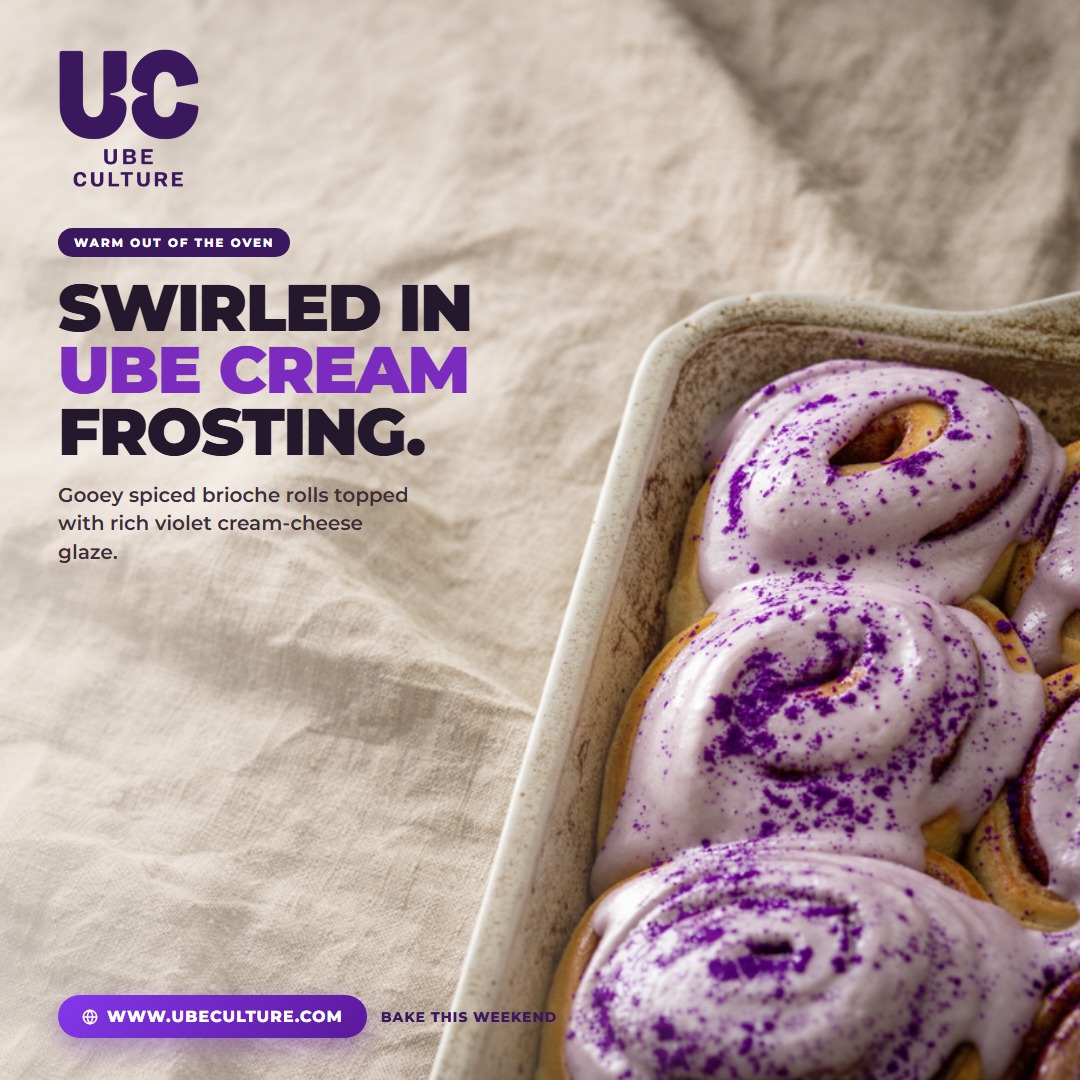 UC
UBE
CULTURE
WARM OUT OF THE OVEN
SWIRLED IN
UBE CREAM
FROSTING.
Gooey spiced brioche rolls topped
with rich violet cream-cheese
glaze.
WWW.UBECULTURE.COM
BAKE THIS WEEKEND